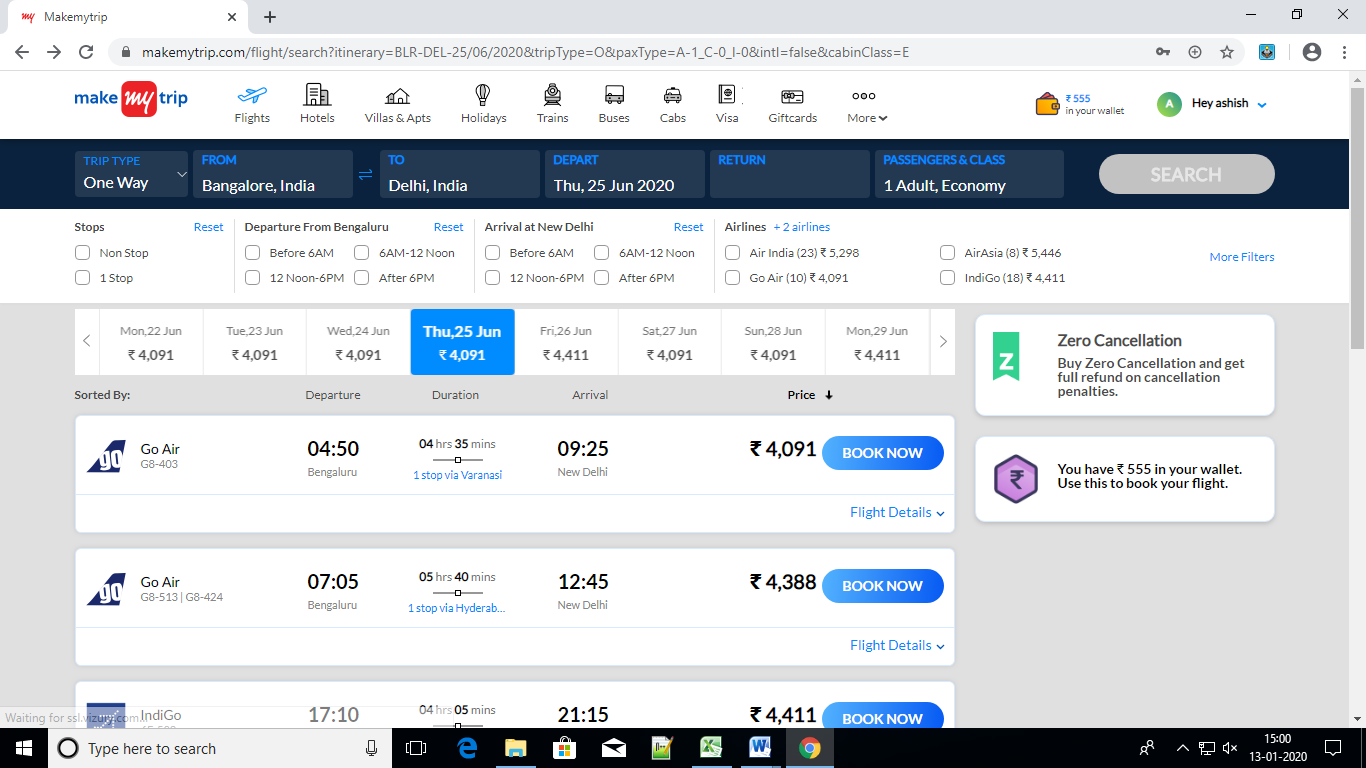 Makemytrip
makemytrip.com/flight/search?itinerary=BLR-DEL-25/06/2020&tripType=O&paxType=A-1_C-0_I-0&intl=false&cabinClass=E
make my trip
Flights
Hotels
Villas & Apts
Holidays
Trains
Buses
Cabs
Visa
Giftcards
More
₹ 555
in your wallet
A
Hey ashish
TRIP TYPE
One Way
FROM
Bangalore, India
TO
Delhi, India
DEPART
Thu, 25 Jun 2020
RETURN
PASSENGERS & CLASS
1 Adult, Economy
SEARCH
Stops Reset
Non Stop
1 Stop
Departure From Bengaluru Reset
Before 6AM 6AM-12 Noon
12 Noon-6PM After 6PM
Arrival at New Delhi Reset
Before 6AM 6AM-12 Noon
12 Noon-6PM After 6PM
Airlines + 2 airlines
Air India (23) ₹ 5,298 AirAsia (8) ₹ 5,446
Go Air (10) ₹ 4,091 IndiGo (18) ₹ 4,411
More Filters
Mon,22 Jun
₹ 4,091
Tue,23 Jun
₹ 4,091
Wed,24 Jun
₹ 4,091
Thu,25 Jun
₹ 4,091
Fri,26 Jun
₹ 4,411
Sat,27 Jun
₹ 4,091
Sun,28 Jun
₹ 4,091
Mon,29 Jun
₹ 4,411
Sorted By: Departure Duration Arrival Price
go
Go Air
G8-403
04:50
Bengaluru
04 hrs 35 mins
1 stop via Varanasi
09:25
New Delhi
₹ 4,091
BOOK NOW
Flight Details
go
Go Air
G8-513 | G8-424
07:05
Bengaluru
05 hrs 40 mins
1 stop via Hyderab...
12:45
New Delhi
₹ 4,388
BOOK NOW
Flight Details
IndiGo
17:10
04 hrs 05 mins
21:15
₹ 4,411
BOOK NOW
Z
Zero Cancellation
Buy Zero Cancellation and get
full refund on cancellation
penalties.
₹
You have ₹ 555 in your wallet.
Use this to book your flight.
Waiting for ssl.vizury.com...
Type here to search
15:00
13-01-2020